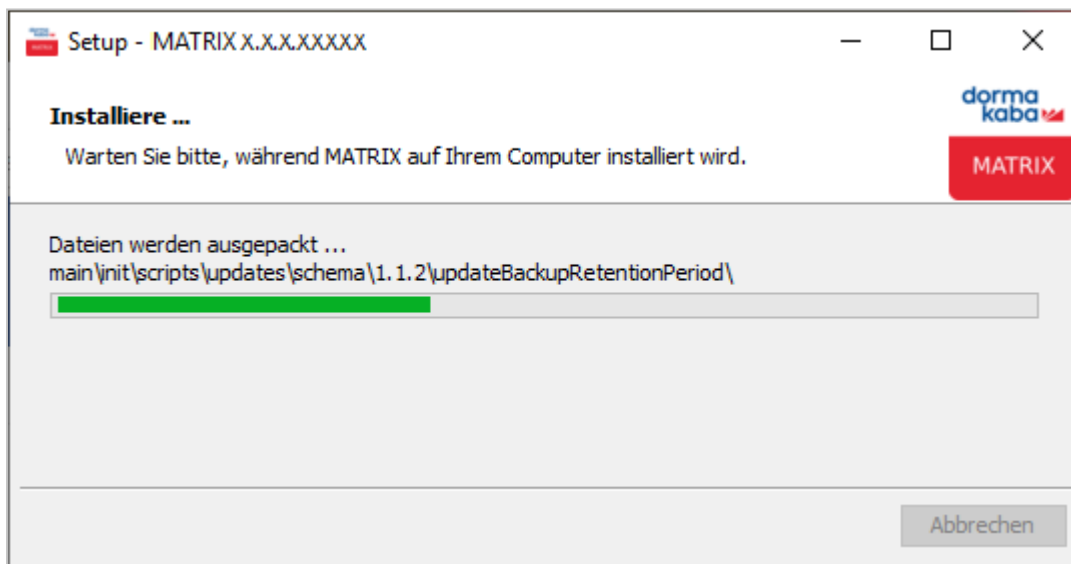 Setup - MATRIX X.X.X.XXXXX
dorma
kaba
Installiere ...
Warten Sie bitte, während MATRIX auf Ihrem Computer installiert wird.
MATRIX
Dateien werden ausgepackt ...
main\init\scripts\updates\schema\1.1.2\updateBackupRetentionPeriod\
Abbrechen